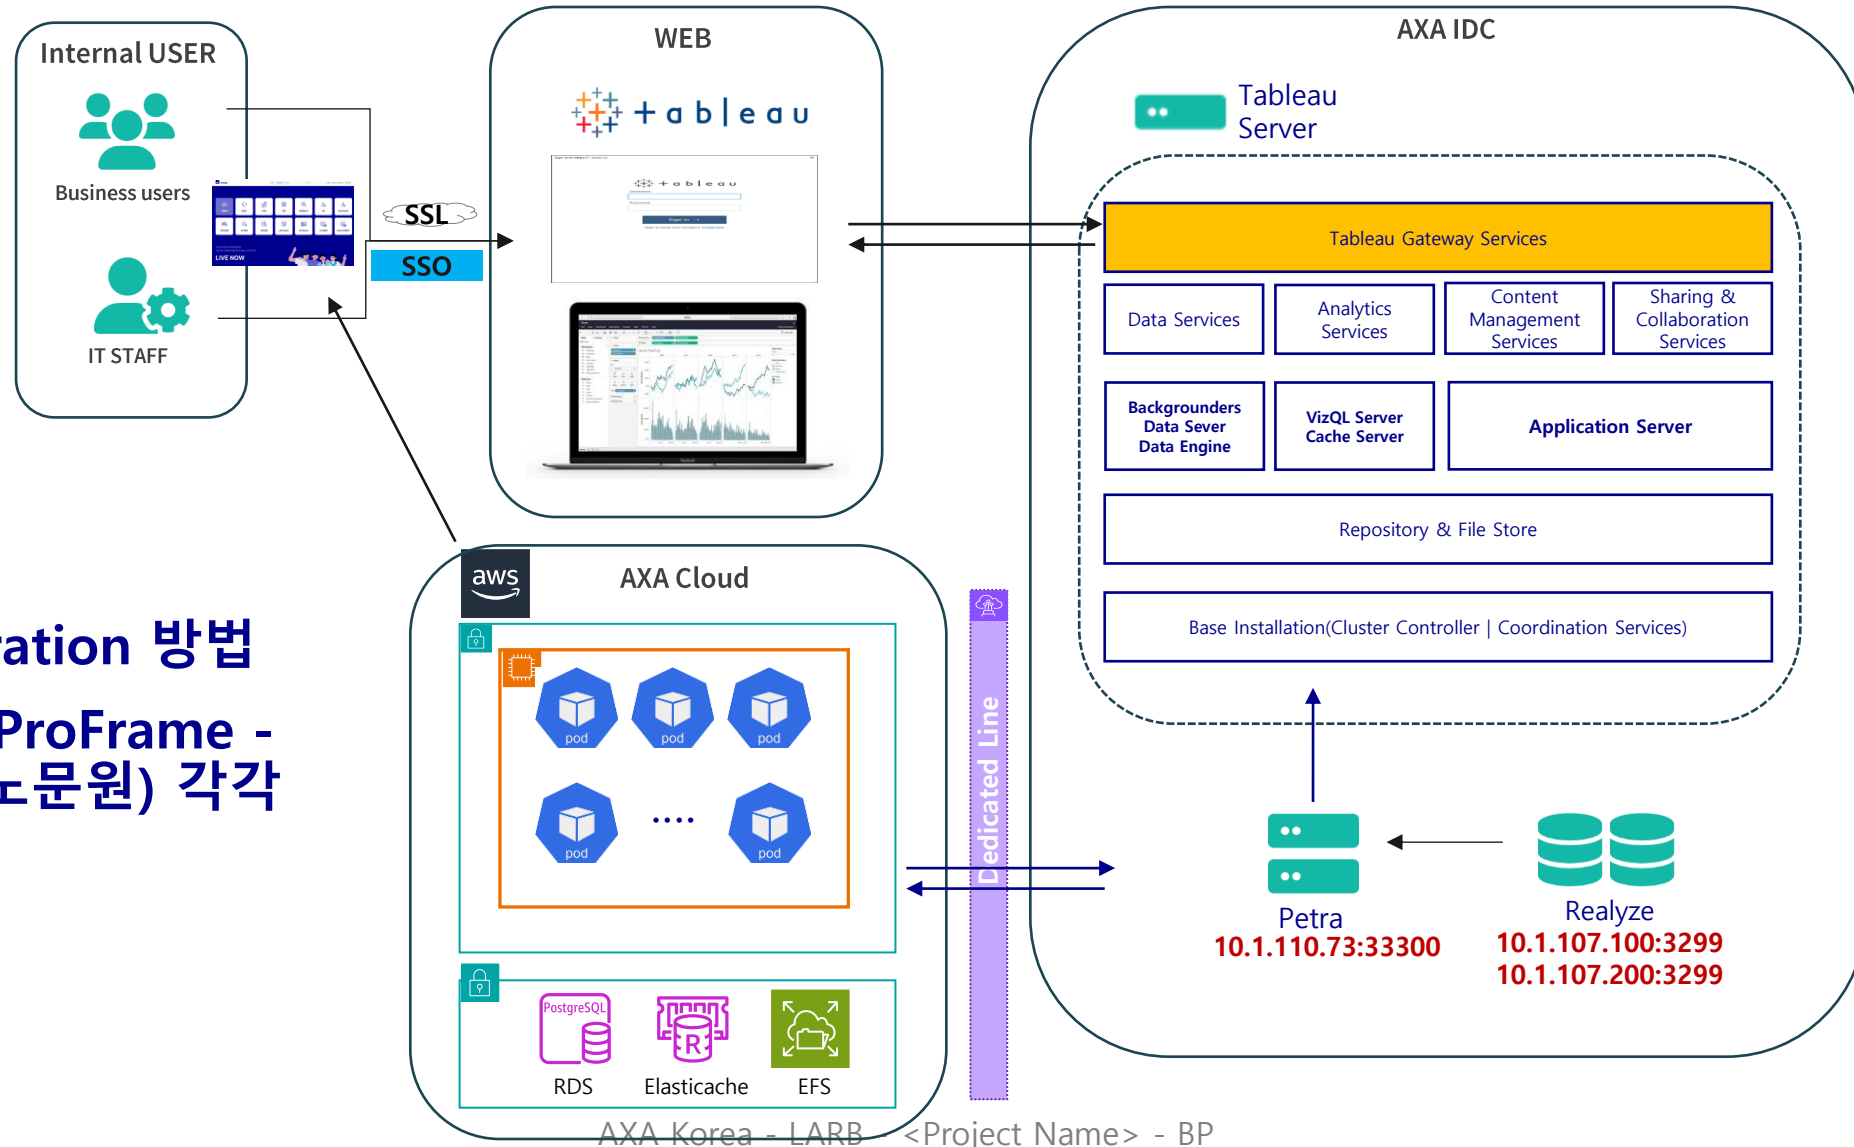 Internal USER
Business users
IT STAFF
LIVE NOW
SSL
SSO
WEB
+ a b l e a u
+ a b l e a u
AXA IDC
Tableau
Server
Tableau Gateway Services
Data Services
Analytics
Services
Content
Management
Services
Sharing &
Collaboration
Services
Backgrounders
Data Sever
Data Engine
VizQL Server
Cache Server
Application Server
Repository & File Store
Base Installation(Cluster Controller | Coordination Services)
Petra
10.1.110.73:33300
Realyze
10.1.107.100:3299
10.1.107.200:3299
Dedicated Line
aws
AXA Cloud
pod
pod
pod
pod
....
pod
PostgreSQL
RDS
R
Elasticache
EFS
ration 방법
ProFrame -
문원) 각각
AXA Korea - LARB - <Project Name> - BP